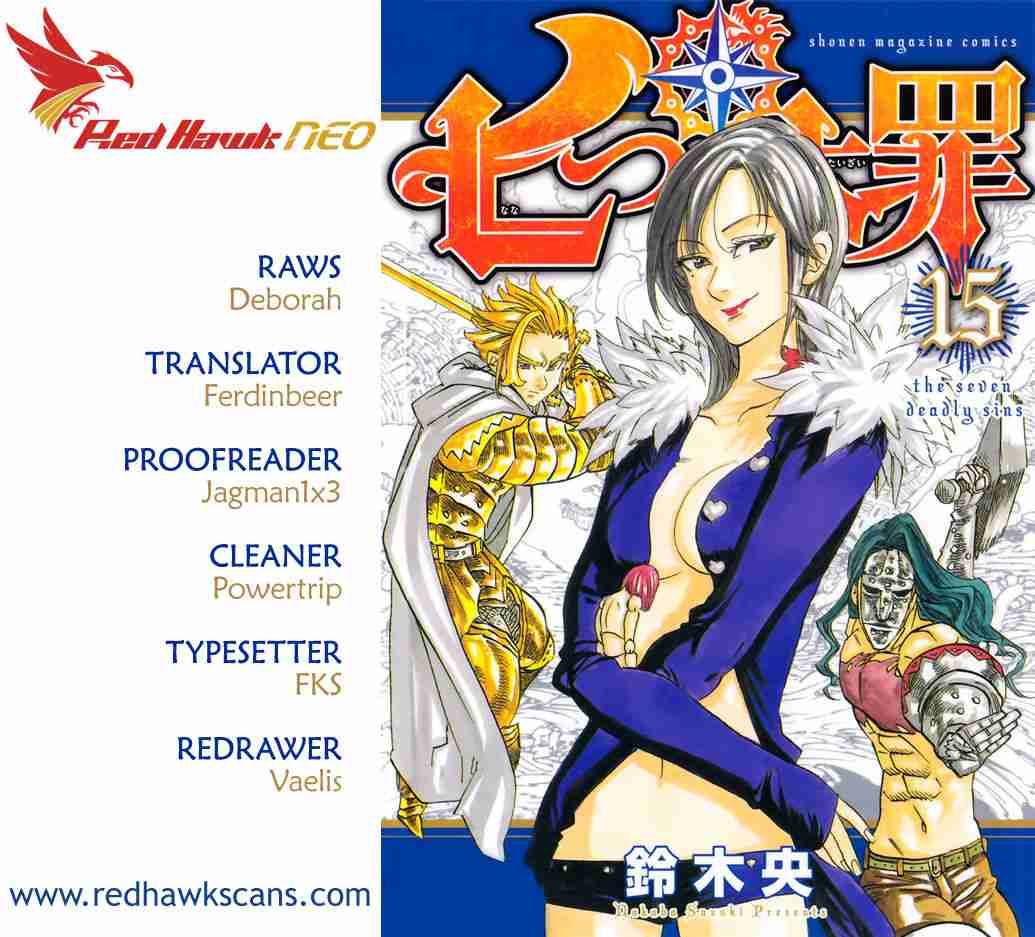 Red Hawk NEO
RAWS
Deborah
TRANSLATOR
Ferdinbeer
PROOFREADER
Jagman1x3
CLEANER
Powertrip
TYPESETTER
FKS
REDRAWER
Vaelis
www.redhawkscans.com
shonen magazine comics
七つの大罪
なな
たいざい
15
the seven
deadly sins
鈴木央
Nakaba Suzuki Presents